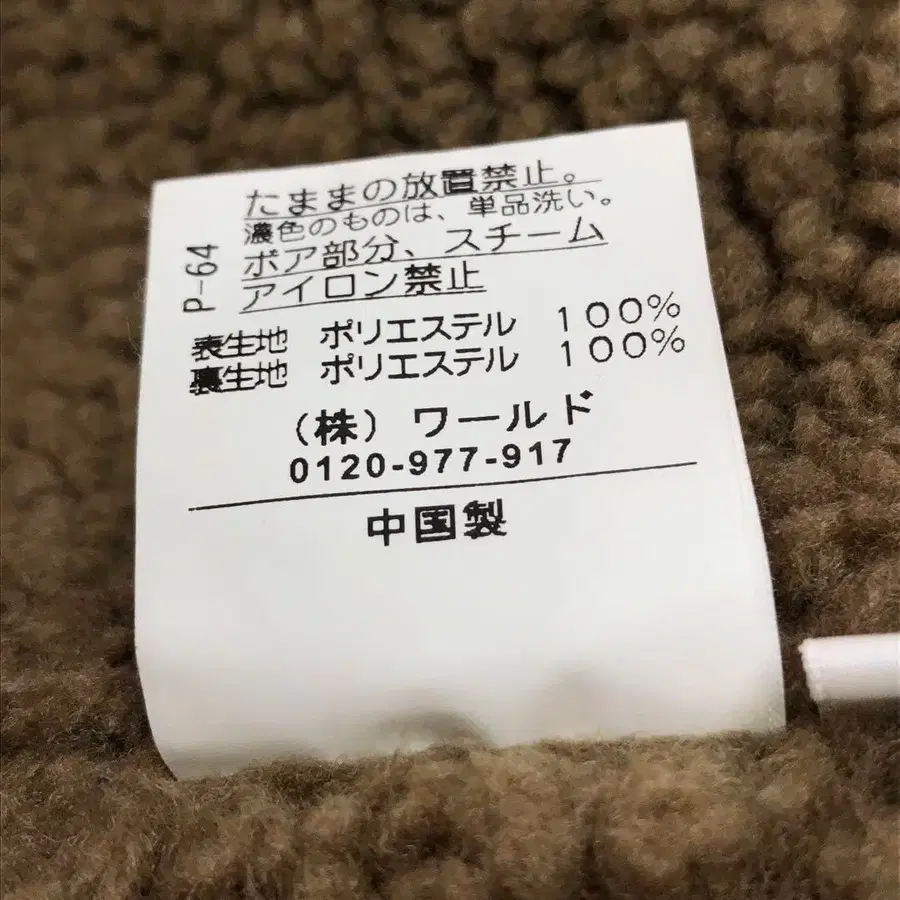 たままの放置禁止。
濃色のものは、単品洗い。
ボア部分、スチーム
アイロン禁止
P-64
表生地 ポリエステル 100%
裏生地 ポリエステル 100%
(株) ワールド
0120-977-917
中国製